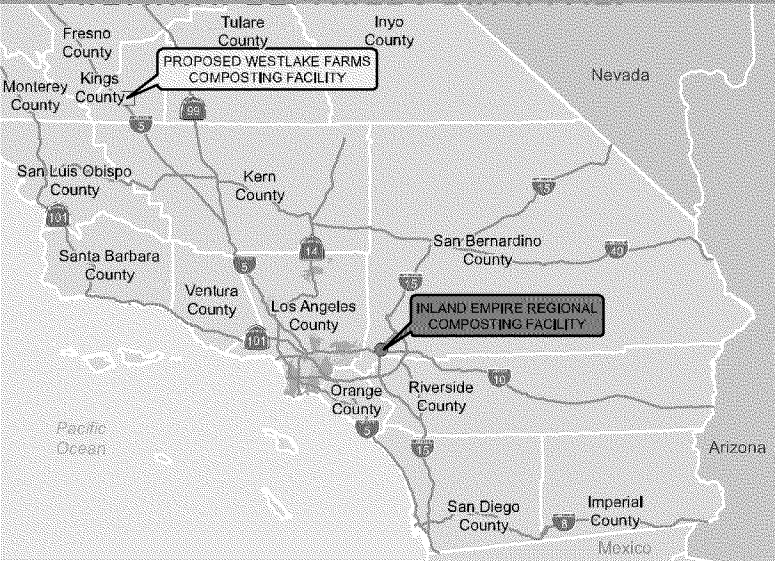 Fresno
County
Tulare
County
Inyo
County
PROPOSED WESTLAKE FARMS
COMPOSTING FACILITY
Nevada
Monterey
County
Kings
County
99
5
San Luis Obispo
County
Kern
County
15
101
14
San Bernardino
County
40
Santa Barbara
County
5
15
Ventura
County
Los Angeles
County
INLAND EMPIRE REGIONAL
COMPOSTING FACILITY
101
10
Orange
County
Riverside
County
5
Pacific
Ocean
15
Arizona
San Diego
County
Imperial
County
8
Mexico